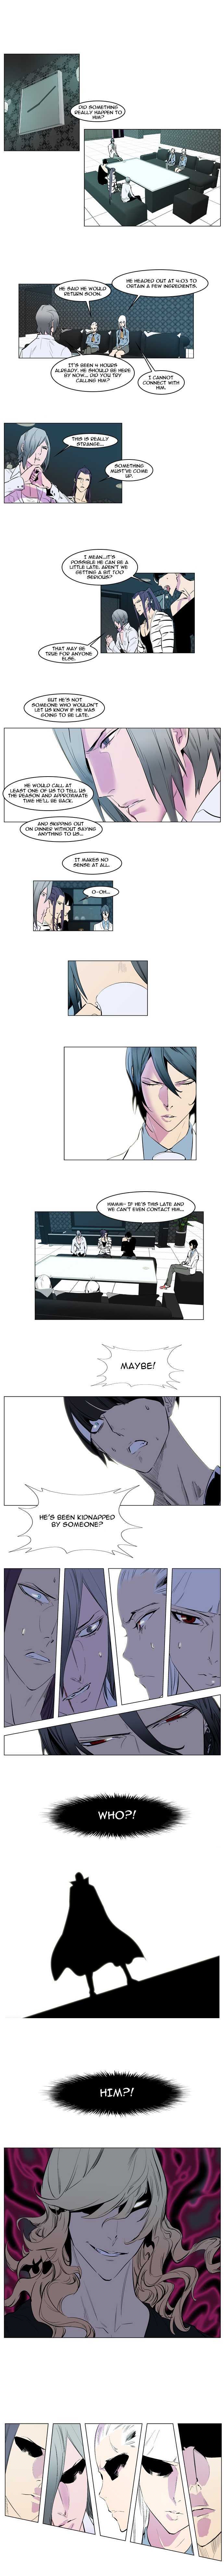 DID SOMETHING
REALLY HAPPEN TO
HIM?
HE HEADED OUT AT 4:03 TO
OBTAIN A FEW INGREDIENTS.
HE SAID HE WOULD
RETURN SOON.
IT'S BEEN 4 HOURS
ALREADY. HE SHOULD BE HERE
BY NOW... DID YOU TRY
CALLING HIM?
I CANNOT
CONNECT WITH
HIM.
THIS IS REALLY
STRANGE...
SOMETHING
MUST'VE COME
UP.
I MEAN...IT'S
POSSIBLE HE CAN BE A
LITTLE LATE. AREN'T WE
GETTING A BIT TOO
SERIOUS?
THAT MAY BE
TRUE FOR ANYONE
ELSE.
BUT HE'S NOT
SOMEONE WHO WOULDN'T
LET US KNOW IF HE WAS
GOING TO BE LATE.
HE WOULD CALL AT
LEAST ONE OF US TO TELL US
THE REASON AND APPROXIMATE
TIME HE'LL BE BACK.
AND SKIPPING OUT
ON DINNER WITHOUT SAYING
ANYTHING TO US...
IT MAKES NO
SENSE AT ALL.
O-OH...
HMMM~ IF HE'S THIS LATE AND
WE CAN'T EVEN CONTACT HIM...
MAYBE!
HE'S BEEN KIDNAPPED
BY SOMEONE?
WHO?!
HIM?!